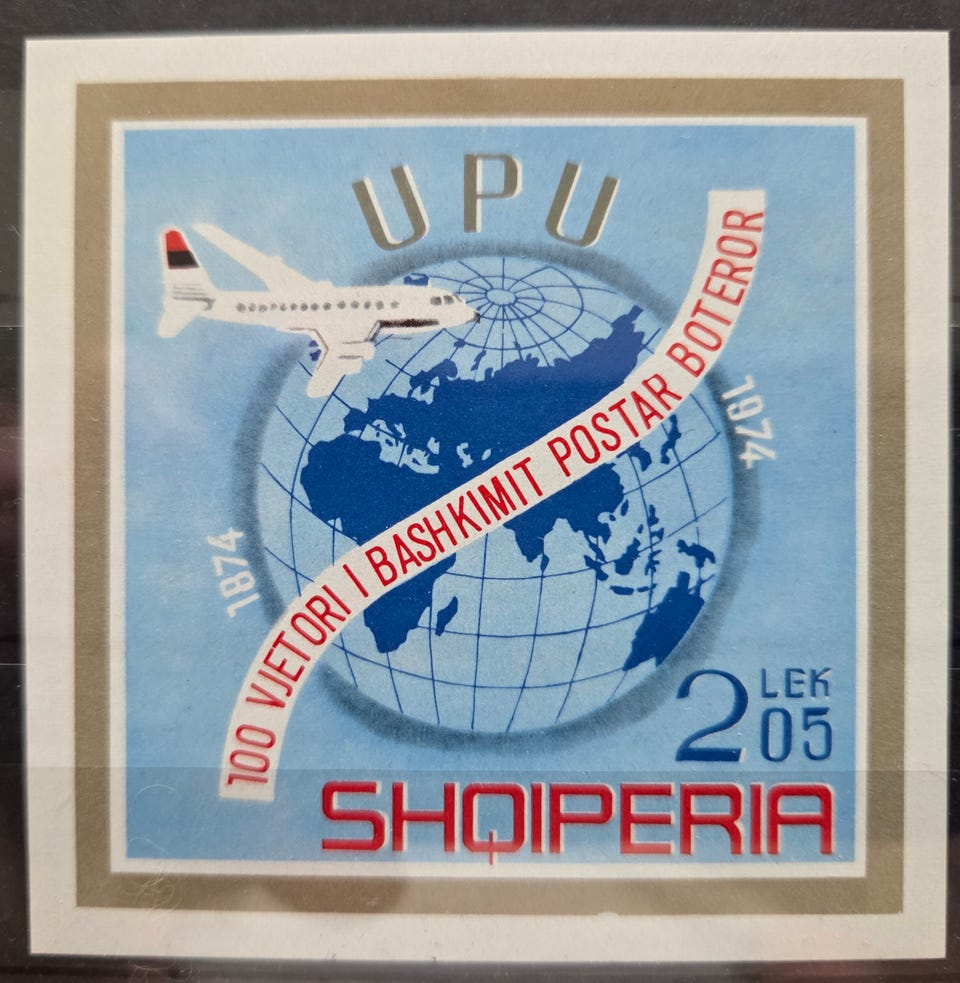 UPU
100 VJETORI I BASHKIMIT POSTAR BOTEROR
1874
1974
2 LEK
05
SHQIPERIA